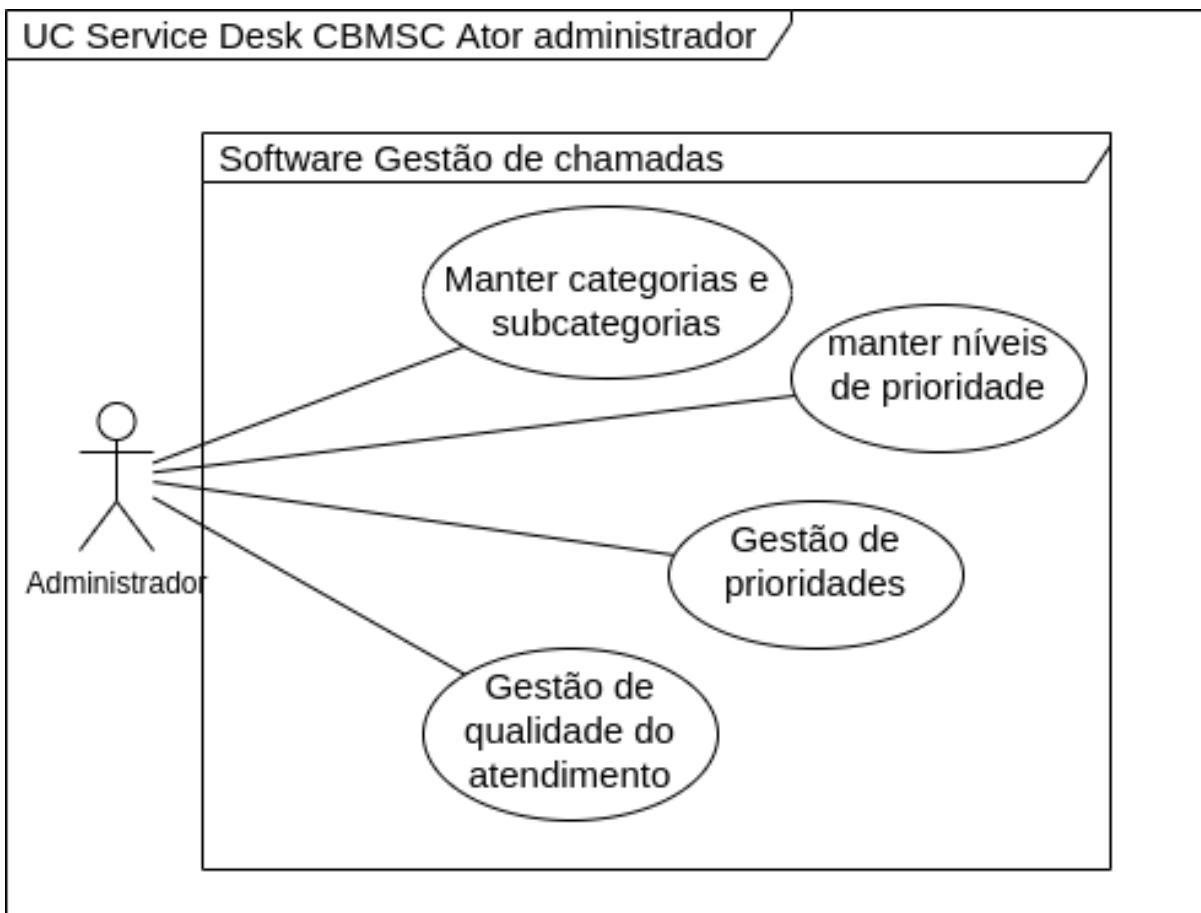 UC Service Desk CBMSC Ator administrador
Software Gestão de chamadas
Manter categorias e
subcategorias
manter níveis
de prioridade
Administrador
Gestão de
prioridades
Gestão de
qualidade do
atendimento